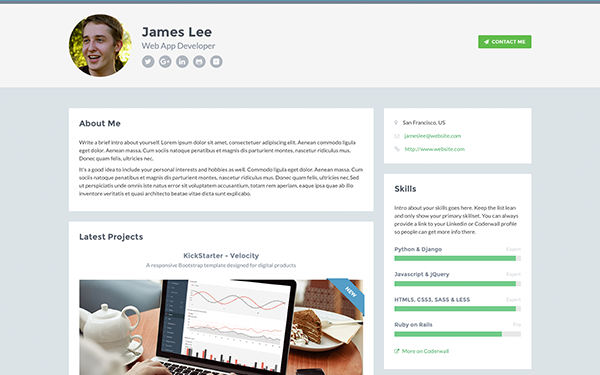 James Lee
Web App Developer
CONTACT ME
About Me
Write a brief intro about yourself. Lorem ipsum dolor sit amet, consectetuer adipiscing elit. Aenean commodo ligula
eget dolor. Aenean massa. Cum sociis natoque penatibus et magnis dis parturient montes, nascetur ridiculus mus.
Donec quam felis, ultricies nec.
It's a good idea to include your personal interests and hobbies as well. Commodo ligula eget dolor. Aenean massa. Cum
sociis natoque penatibus et magnis dis parturient montes, nascetur ridiculus mus. Donec quam felis, ultricies nec. Sed
ut perspiciatis unde omnis iste natus error sit voluptatem accusantium, totam rem aperiam, eaque ipsa quae ab illo
inventore veritatis et quasi architecto beatae vitae dicta sunt explicabo.
Latest Projects
KickStarter - Velocity
A responsive Bootstrap template designed for digital products
NEW
San Francisco, US
jameslee@website.com
http://www.website.com
Skills
Intro about your skills goes here. Keep the list lean
and only show your primary skillset. You can always
provide a link to your Linkedin or Coderwall profile
so people can get more info there.
Python & Django
Expert
Javascript & jQuery
Expert
HTML5, CSS3, SASS & LESS
Expert
Ruby on Rails
Pro
More on Coderwall